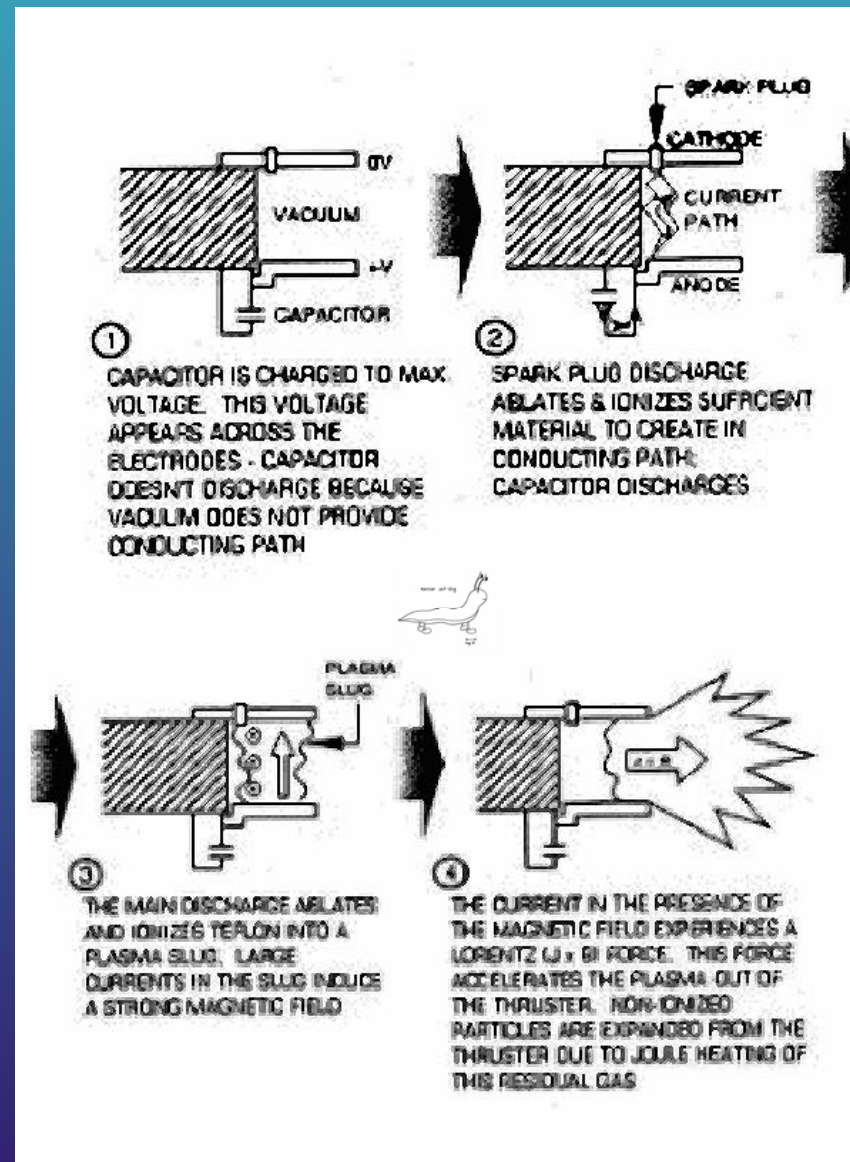 0V
VACUUM
+V
CAPACITOR
1
CAPACITOR IS CHARGED TO MAX
VOLTAGE. THIS VOLTAGE
APPEARS ACROSS THE
ELECTRODES - CAPACITOR
DOESN'T DISCHARGE BECAUSE
VACUUM DOES NOT PROVIDE
CONDUCTING PATH
SPARK PLUG
CATHODE
CURRENT
PATH
ANODE
2
SPARK PLUG DISCHARGE
ABLATES & IONIZES SUFFICIENT
MATERIAL TO CREATE IN
CONDUCTING PATH;
CAPACITOR DISCHARGES
PLASMA
SLUG
3
THE MAIN DISCHARGE ABLATES
AND IONIZES TEFLON INTO A
PLASMA SLUG. LARGE
CURRENTS IN THE SLUG INDUCE
A STRONG MAGNETIC FIELD
4
THE CURRENT IN THE PRESENCE OF
THE MAGNETIC FIELD EXPERIENCES A
LORENTZ (J x B) FORCE. THIS FORCE
ACCELERATES THE PLASMA OUT OF
THE THRUSTER. NON-IONIZED
PARTICLES ARE EXPANDED FROM THE
THRUSTER DUE TO JOULE HEATING OF
THIS RESIDUAL GAS